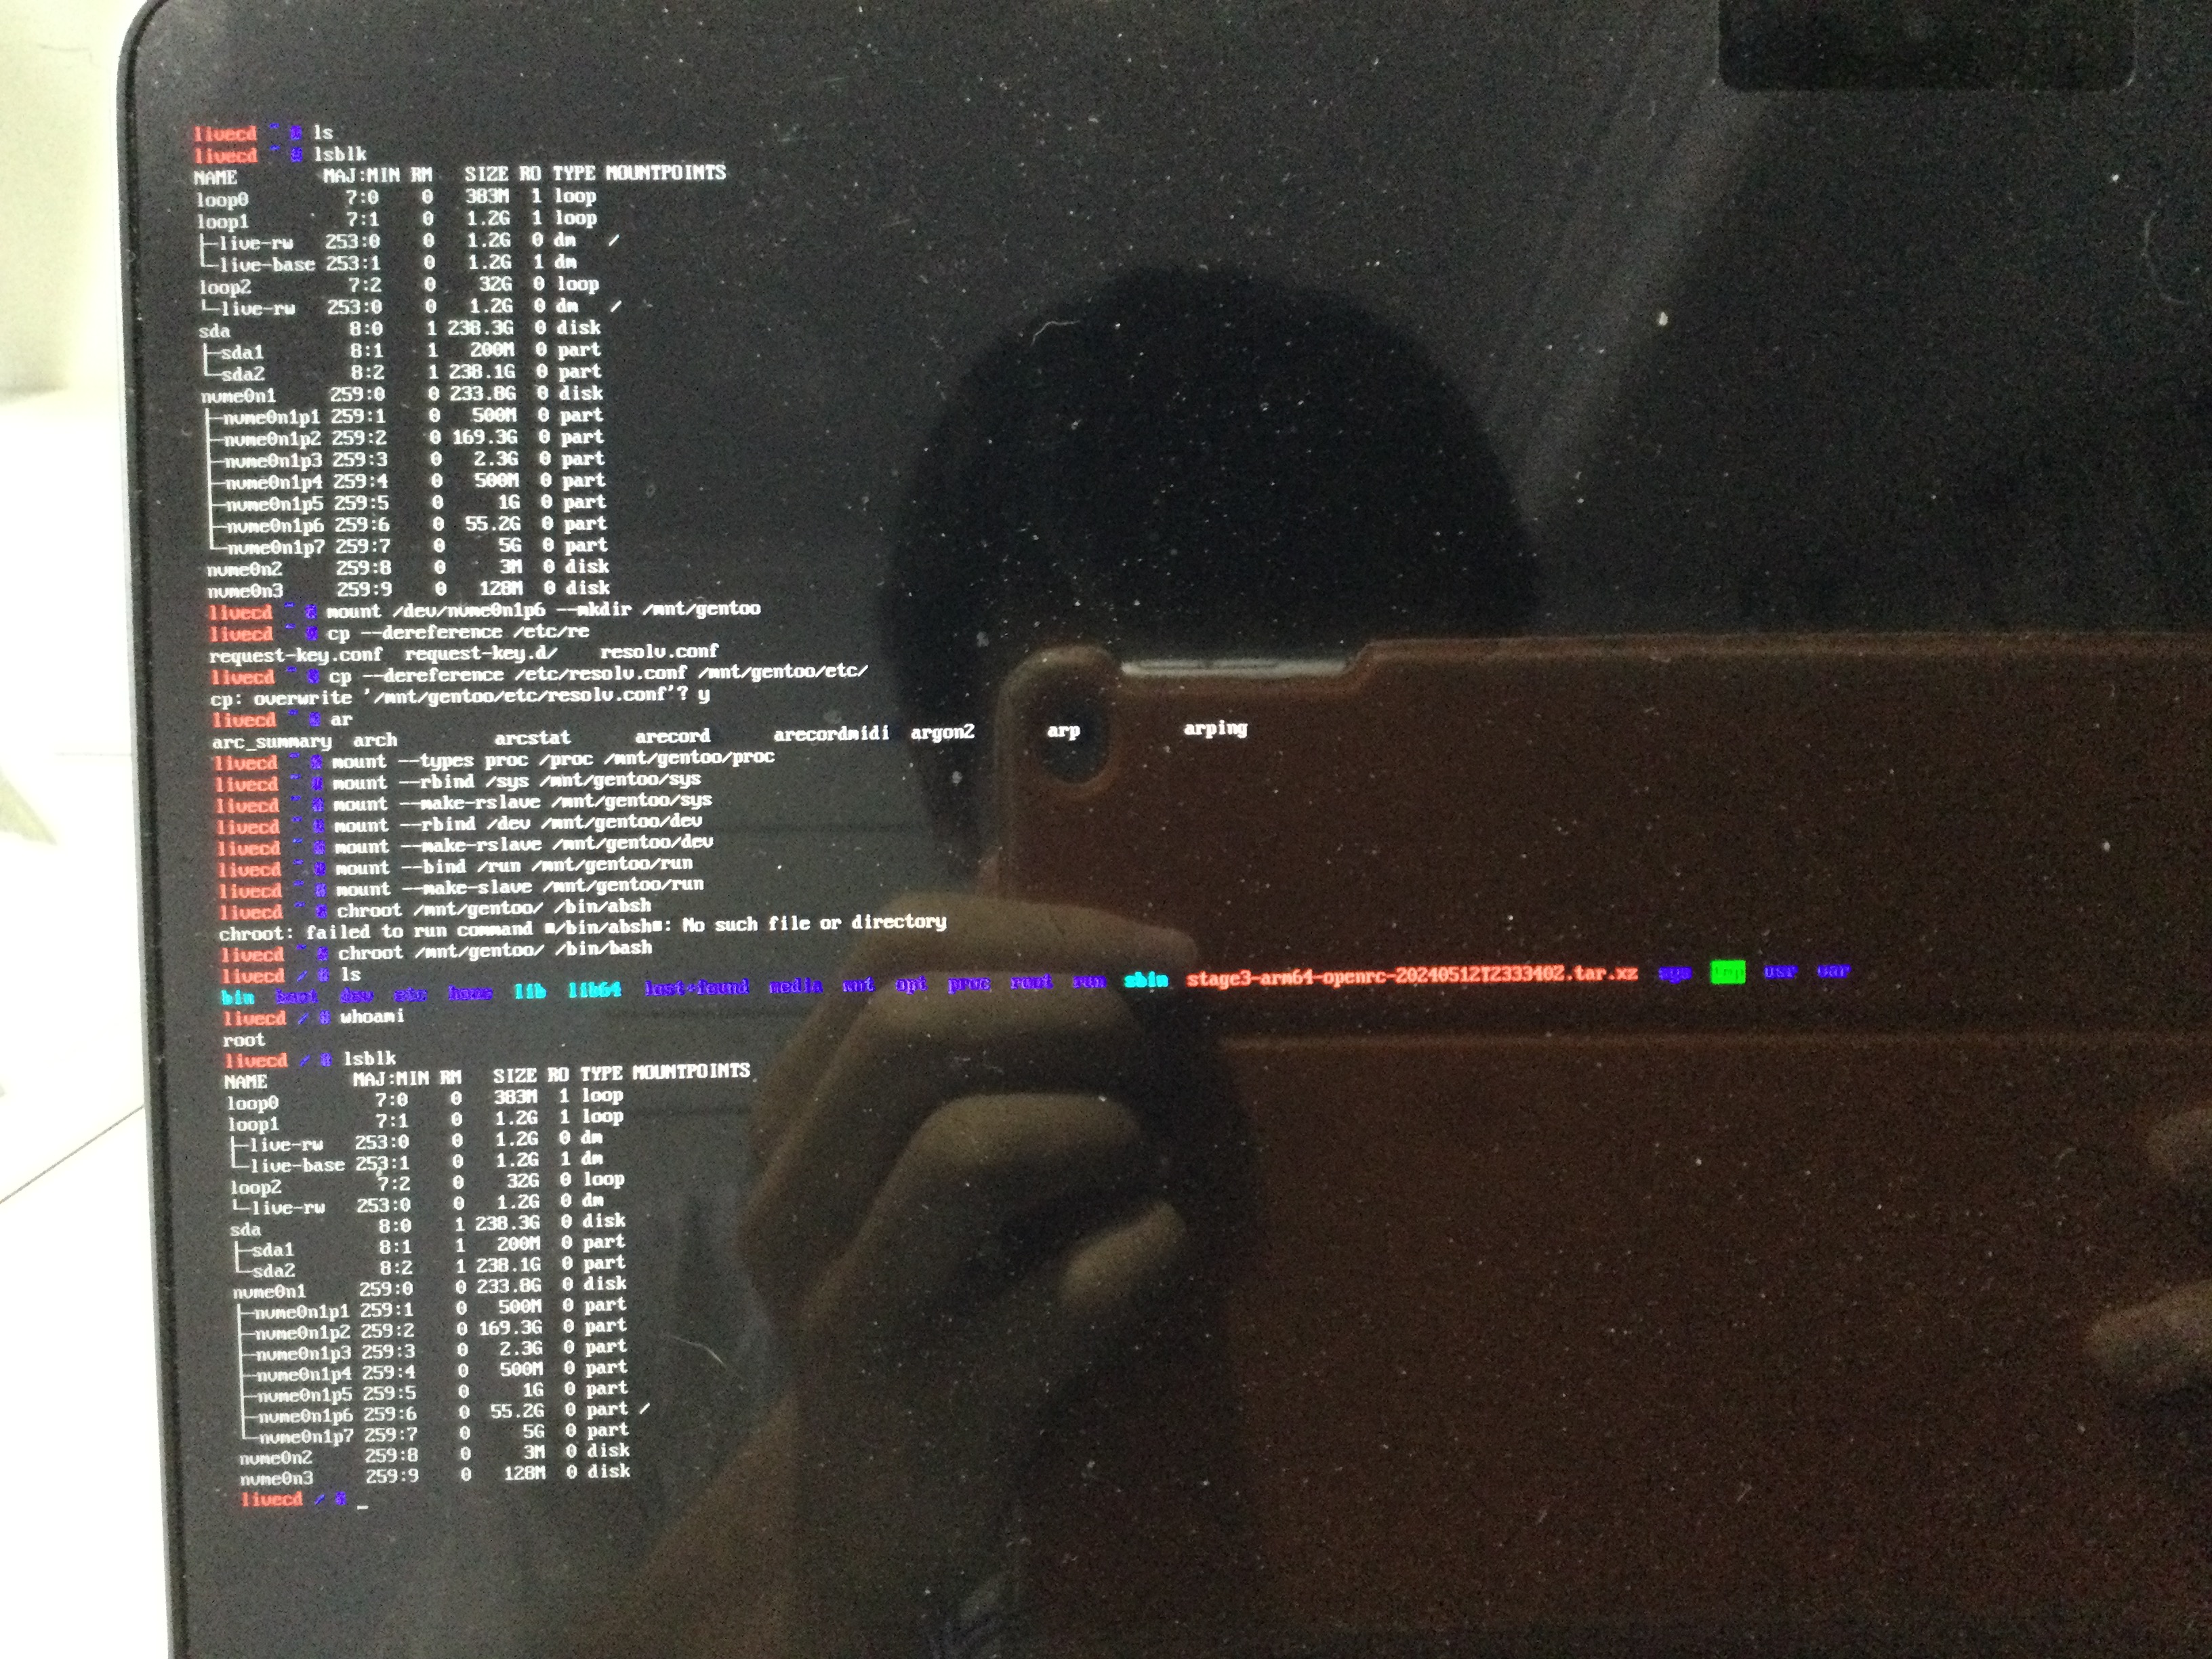 livecd ~ # ls
livecd ~ # lsblk
NAME        MAJ:MIN RM   SIZE RO TYPE MOUNTPOINTS
loop0         7:0    0   383M  1 loop
loop1         7:1    0   1.2G  1 loop
├─live-rw   253:0    0   1.2G  0 dm   /
└─live-base 253:1    0   1.2G  1 dm
loop2         7:2    0    32G  0 loop
└─live-rw   253:0    0   1.2G  0 dm   /
sda           8:0    1 238.3G  0 disk
├─sda1        8:1    1   200M  0 part
└─sda2        8:2    1 238.1G  0 part
nvme0n1     259:0    0 233.8G  0 disk
├─nvme0n1p1 259:1    0   500M  0 part
├─nvme0n1p2 259:2    0 169.3G  0 part
├─nvme0n1p3 259:3    0   2.3G  0 part
├─nvme0n1p4 259:4    0   500M  0 part
├─nvme0n1p5 259:5    0     1G  0 part
├─nvme0n1p6 259:6    0  55.2G  0 part
└─nvme0n1p7 259:7    0     5G  0 part
nvme0n2     259:8    0     3M  0 disk
nvme0n3     259:9    0   128M  0 disk
livecd ~ # mount /dev/nvme0n1p6 --mkdir /mnt/gentoo
livecd ~ # cp --dereference /etc/re
request-key.conf  request-key.d/    resolv.conf
livecd ~ # cp --dereference /etc/resolv.conf /mnt/gentoo/etc/
cp: overwrite '/mnt/gentoo/etc/resolv.conf'? y
livecd ~ # ar
arc_summary  arch         arcstat      arecord      arecordmidi  argon2       arp          arping
livecd ~ # mount --types proc /proc /mnt/gentoo/proc
livecd ~ # mount --rbind /sys /mnt/gentoo/sys
livecd ~ # mount --make-rslave /mnt/gentoo/sys
livecd ~ # mount --rbind /dev /mnt/gentoo/dev
livecd ~ # mount --make-rslave /mnt/gentoo/dev
livecd ~ # mount --bind /run /mnt/gentoo/run
livecd ~ # mount --make-slave /mnt/gentoo/run
livecd ~ # chroot /mnt/gentoo/ /bin/absh
chroot: failed to run command ■/bin/absh■: No such file or directory
livecd ~ # chroot /mnt/gentoo/ /bin/bash
livecd / # ls
bin  boot  dev  etc  home  lib  lib64  lost+found  media  mnt  opt  proc  root  run  sbin  stage3-arm64-openrc-20240512T233340Z.tar.xz  sys  tmp  usr  var
livecd / # whoami
root
livecd / # lsblk
NAME        MAJ:MIN RM   SIZE RO TYPE MOUNTPOINTS
loop0         7:0    0   383M  1 loop
loop1         7:1    0   1.2G  1 loop
├─live-rw   253:0    0   1.2G  0 dm
└─live-base 253:1    0   1.2G  1 dm
loop2         7:2    0    32G  0 loop
└─live-rw   253:0    0   1.2G  0 dm
sda           8:0    1 238.3G  0 disk
├─sda1        8:1    1   200M  0 part
└─sda2        8:2    1 238.1G  0 part
nvme0n1     259:0    0 233.8G  0 disk
├─nvme0n1p1 259:1    0   500M  0 part
├─nvme0n1p2 259:2    0 169.3G  0 part
├─nvme0n1p3 259:3    0   2.3G  0 part
├─nvme0n1p4 259:4    0   500M  0 part
├─nvme0n1p5 259:5    0     1G  0 part
├─nvme0n1p6 259:6    0  55.2G  0 part /
└─nvme0n1p7 259:7    0     5G  0 part
nvme0n2     259:8    0     3M  0 disk
nvme0n3     259:9    0   128M  0 disk
livecd / # _